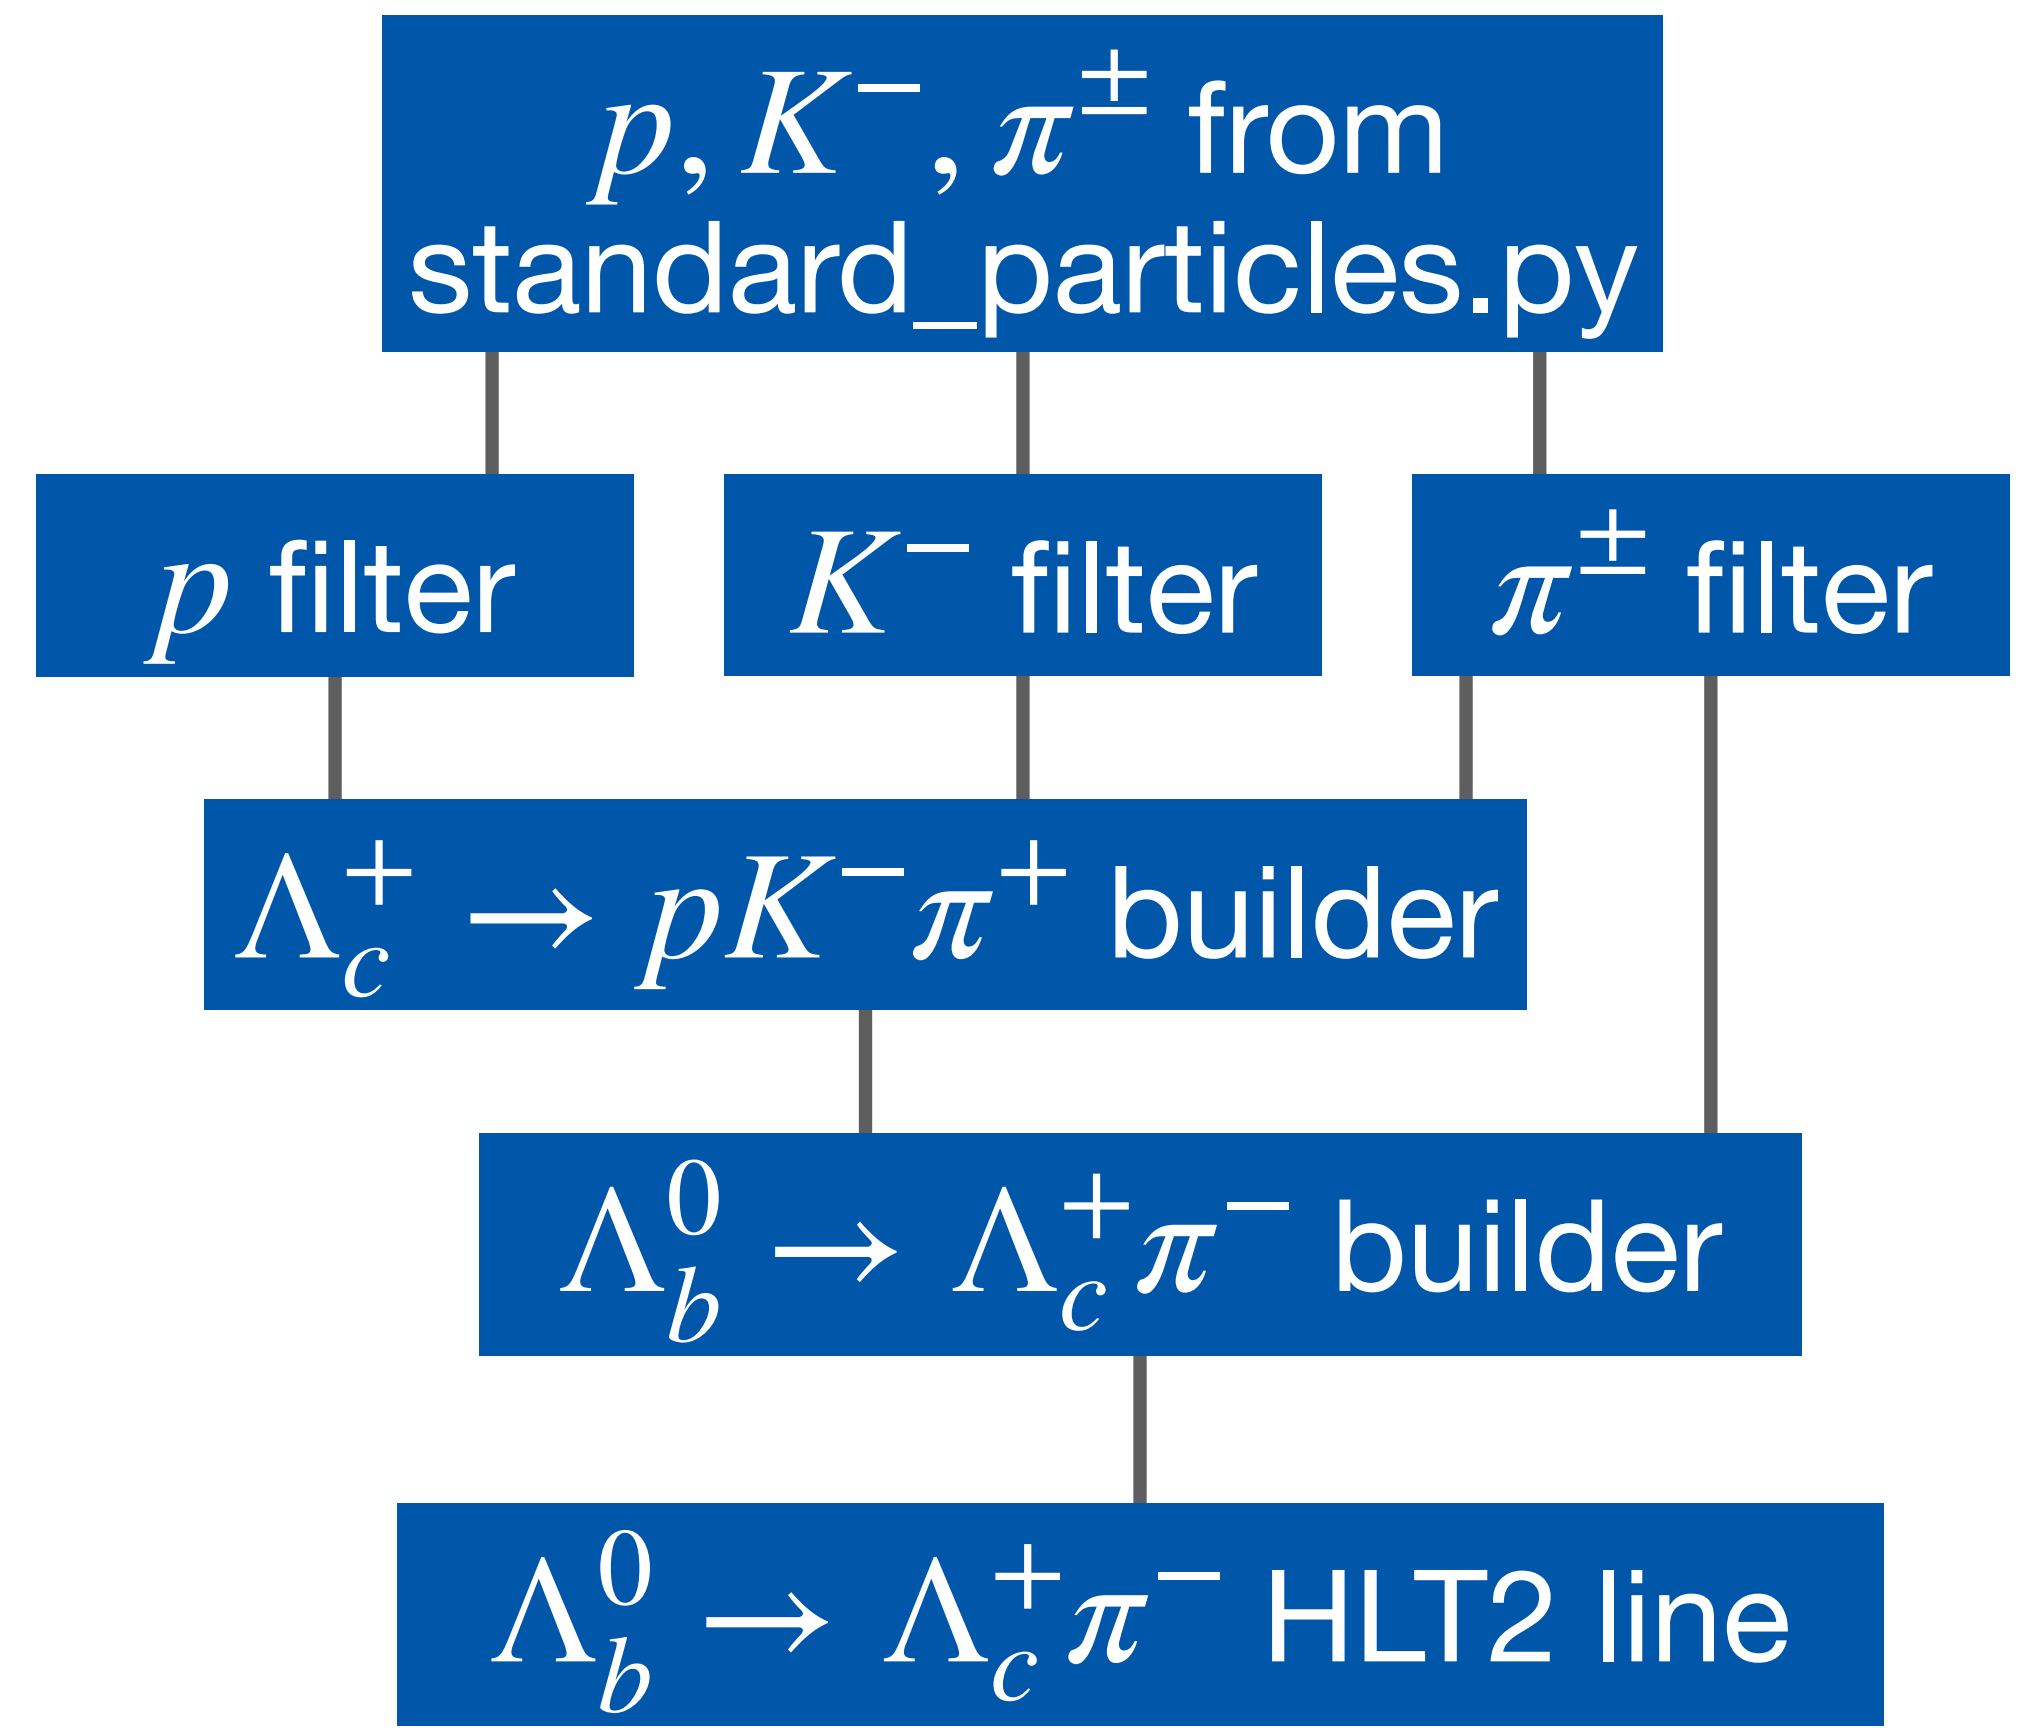 p, K⁻, π± from
standard_particles.py
p filter
K⁻ filter
π± filter
Λc⁺ → pK⁻π⁺ builder
Λb⁰ → Λc⁺π⁻ builder
Λb⁰ → Λc⁺π⁻ HLT2 line